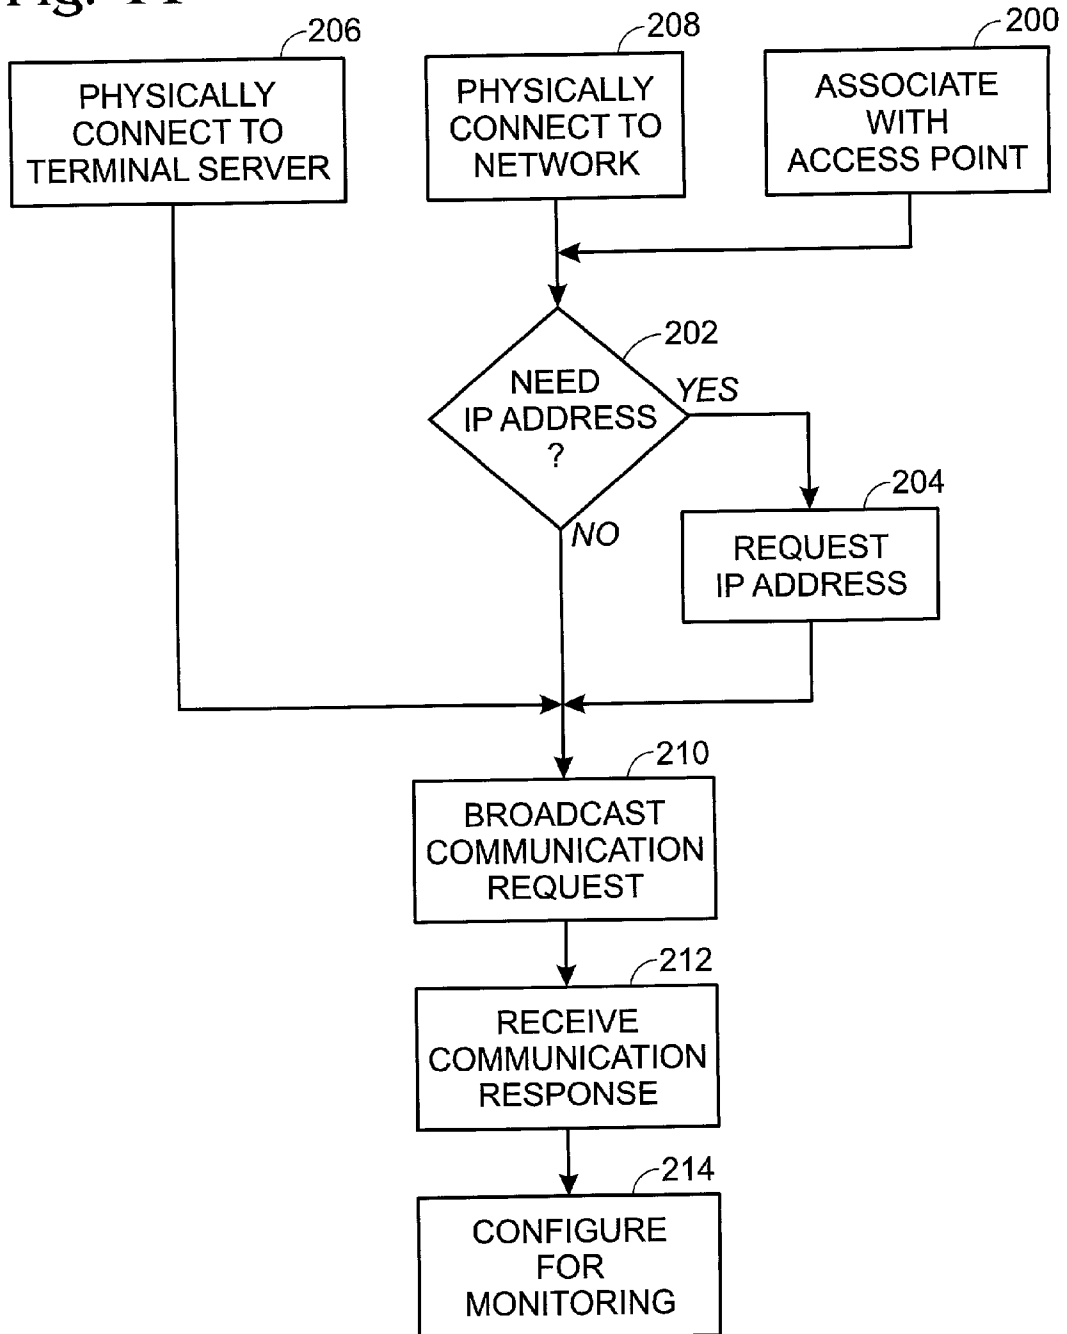 206
PHYSICALLY
CONNECT TO
TERMINAL SERVER
208
PHYSICALLY
CONNECT TO
NETWORK
200
ASSOCIATE
WITH
ACCESS POINT
202
NEED
IP ADDRESS
?
YES
204
REQUEST
IP ADDRESS
NO
210
BROADCAST
COMMUNICATION
REQUEST
212
RECEIVE
COMMUNICATION
RESPONSE
214
CONFIGURE
FOR
MONITORING